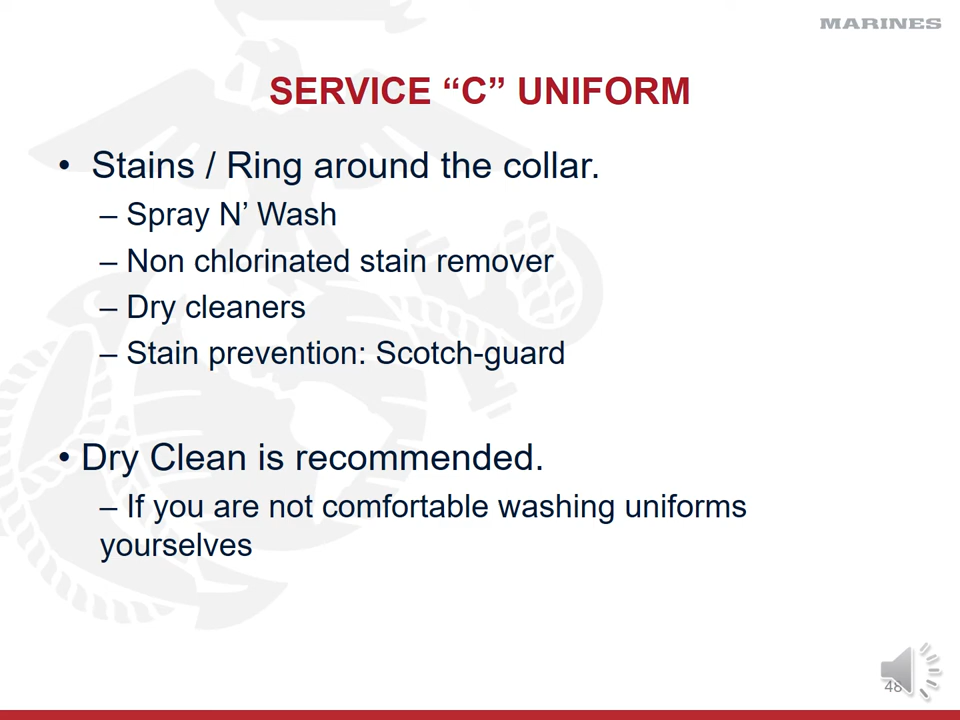 MARINES
SERVICE “C” UNIFORM
• Stains / Ring around the collar.
– Spray N’ Wash
– Non chlorinated stain remover
– Dry cleaners
– Stain prevention: Scotch-guard
• Dry Clean is recommended.
– If you are not comfortable washing uniforms
yourselves
48